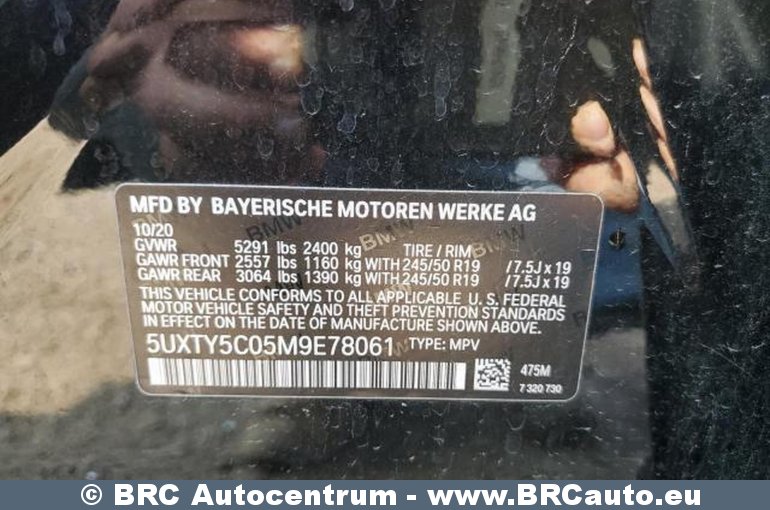 MFD BY BAYERISCHE MOTOREN WERKE AG
10/20
GVWR 5291 lbs 2400 kg TIRE / RIM
GAWR FRONT 2557 lbs 1160 kg WITH 245/50 R19 / 7.5J x 19
GAWR REAR 3064 lbs 1390 kg WITH 245/50 R19 / 7.5J x 19
THIS VEHICLE CONFORMS TO ALL APPLICABLE U. S. FEDERAL
MOTOR VEHICLE SAFETY AND THEFT PREVENTION STANDARDS
IN EFFECT ON THE DATE OF MANUFACTURE SHOWN ABOVE.
5UXTY5C05M9E78061 TYPE: MPV
475M
7 320 730
© BRC Autocentrum - www.BRCauto.eu